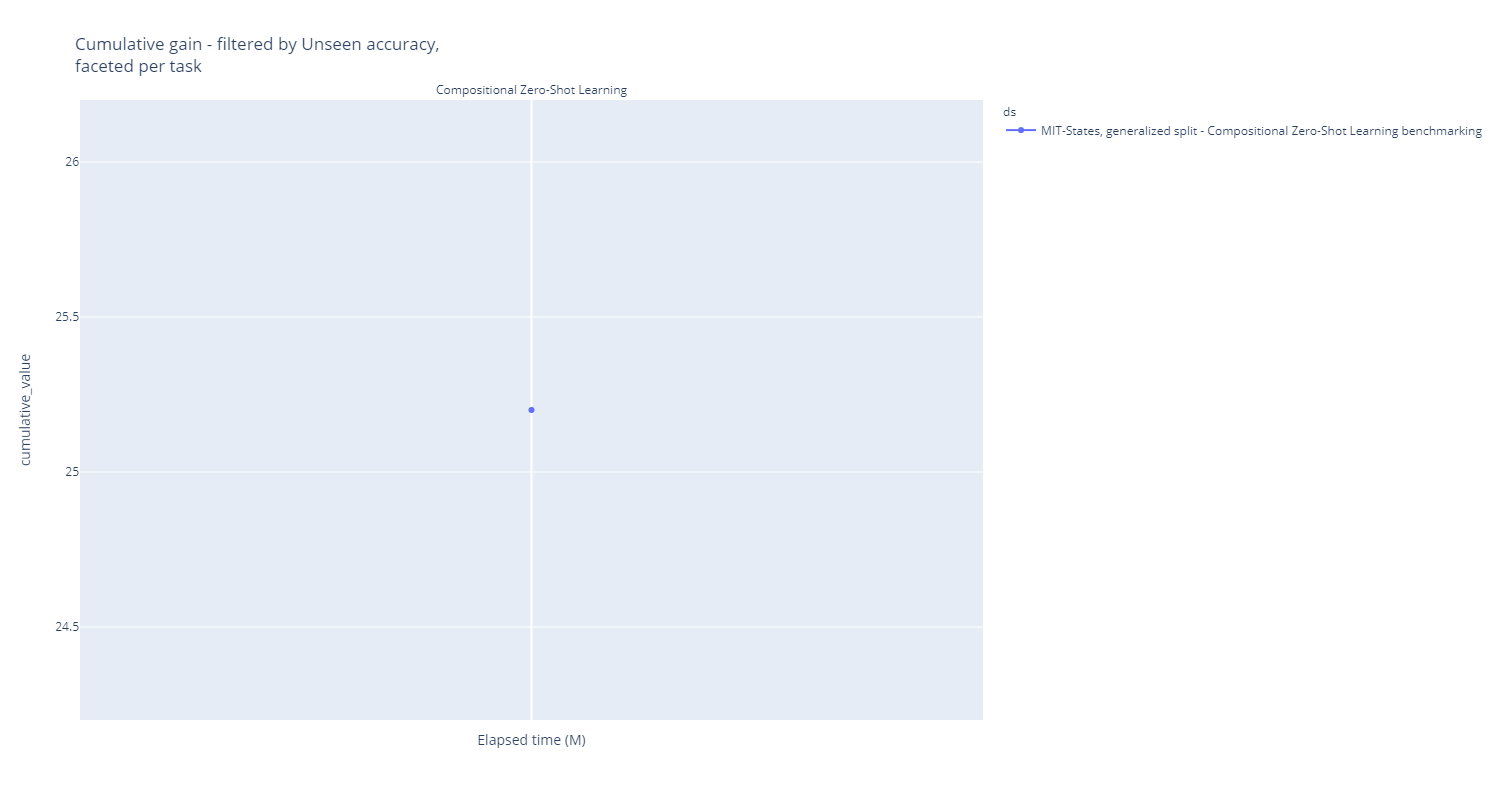 Cumulative gain - filtered by Unseen accuracy,
faceted per task
Compositional Zero-Shot Learning
ds
MIT-States, generalized split - Compositional Zero-Shot Learning benchmarking
26
25.5
25
24.5
cumulative_value
Elapsed time (M)